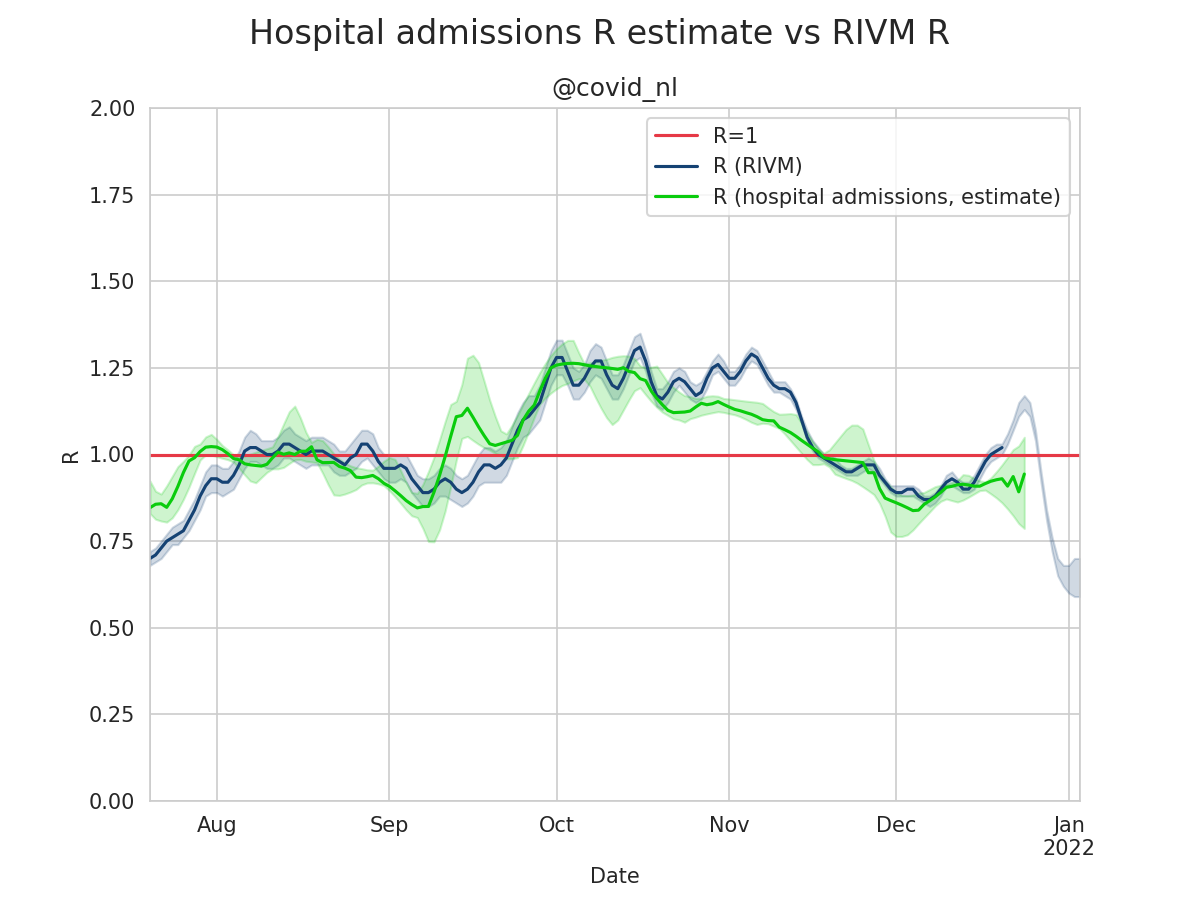 Hospital admissions R estimate vs RIVM R
@covid_nl
R=1
R (RIVM)
R (hospital admissions, estimate)
2.00
1.75
1.50
1.25
1.00
0.75
0.50
0.25
0.00
R
Aug Sep Oct Nov Dec Jan
2022
Date